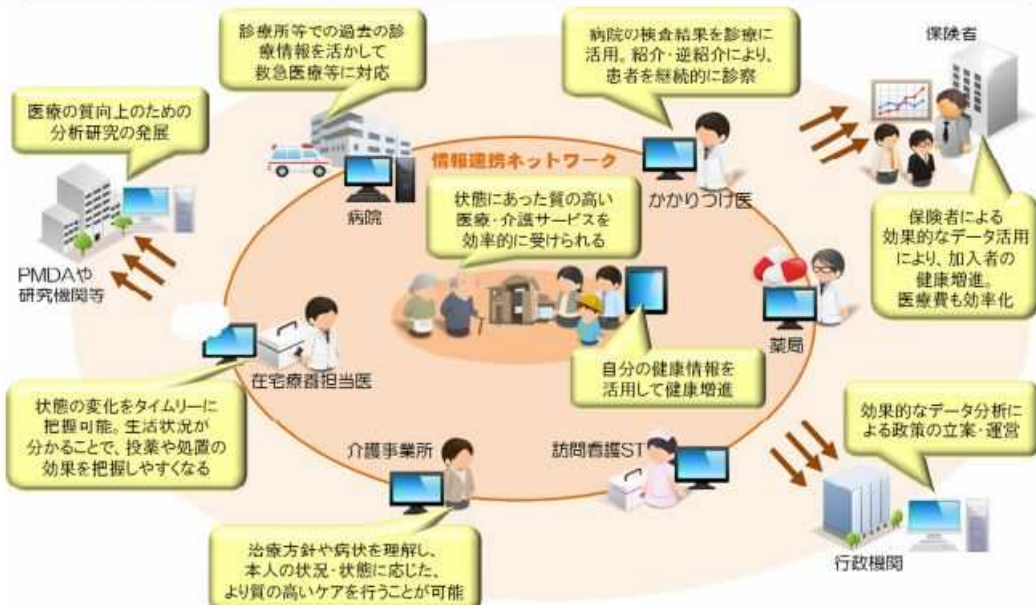 診療所等での過去の診
療情報を活かして
救急医療等に対応
病院の検査結果を診療に
活用。紹介・逆紹介により、
患者を継続的に診察
保険者
医療の質向上のための
分析研究の発展
情報連携ネットワーク
病院
かかりつけ医
状態にあった質の高い
医療・介護サービスを
効率的に受けられる
保険者による
効果的なデータ活用
により、加入者の
健康増進。
医療費も効率化
PMDAや
研究機関等
薬局
在宅療養担当医
自分の健康情報を
活用して健康増進
状態の変化をタイムリーに
把握可能。生活状況が
分かることで、投薬や処置の
効果を把握しやすくなる
効果的なデータ分析に
よる政策の立案・運営
介護事業所
訪問看護ST
治療方針や病状を理解し、
本人の状況・状態に応じた、
より質の高いケアを行うことが可能
行政機関